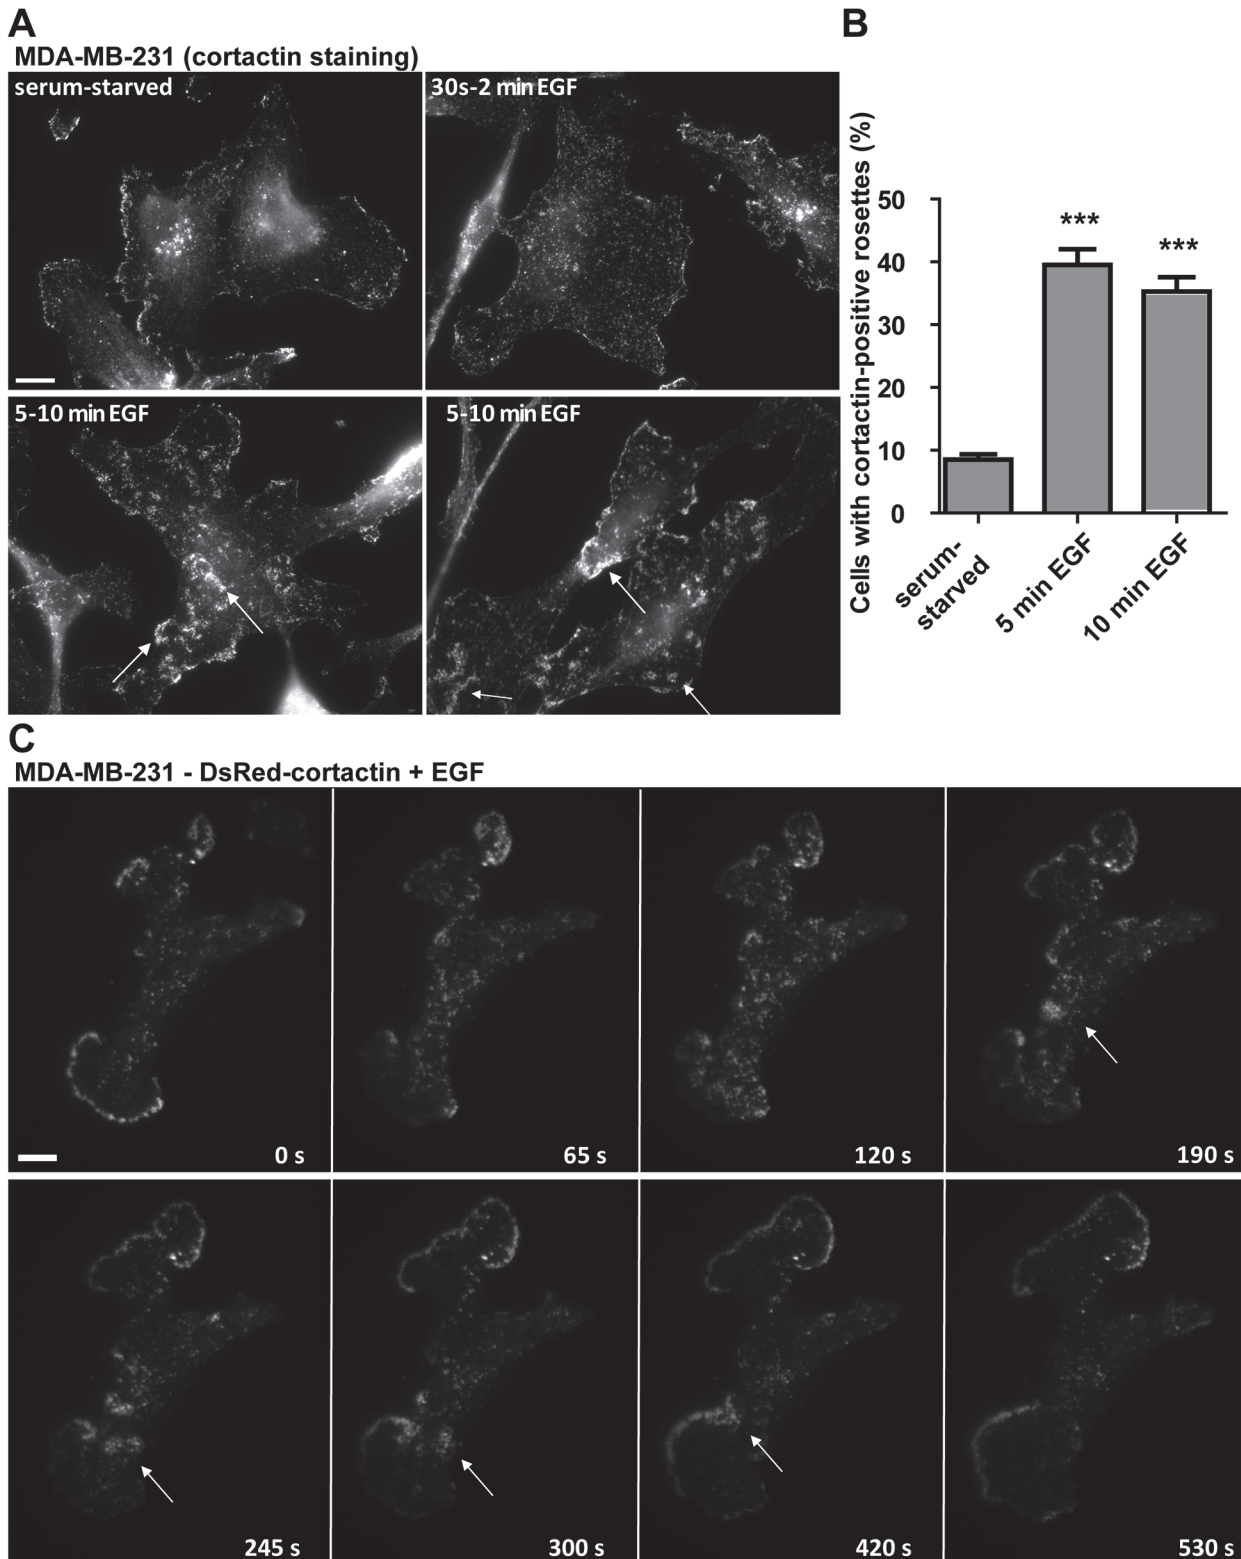 A
MDA-MB-231 (cortactin staining)
serum-starved
30s-2 min EGF
5-10 min EGF
5-10 min EGF
B
Cells with cortactin-positive rosettes (%)
50
40
30
20
10
0
***
***
serum-
starved
5 min EGF
10 min EGF
C
MDA-MB-231 - DsRed-cortactin + EGF
0 s
65 s
120 s
190 s
245 s
300 s
420 s
530 s